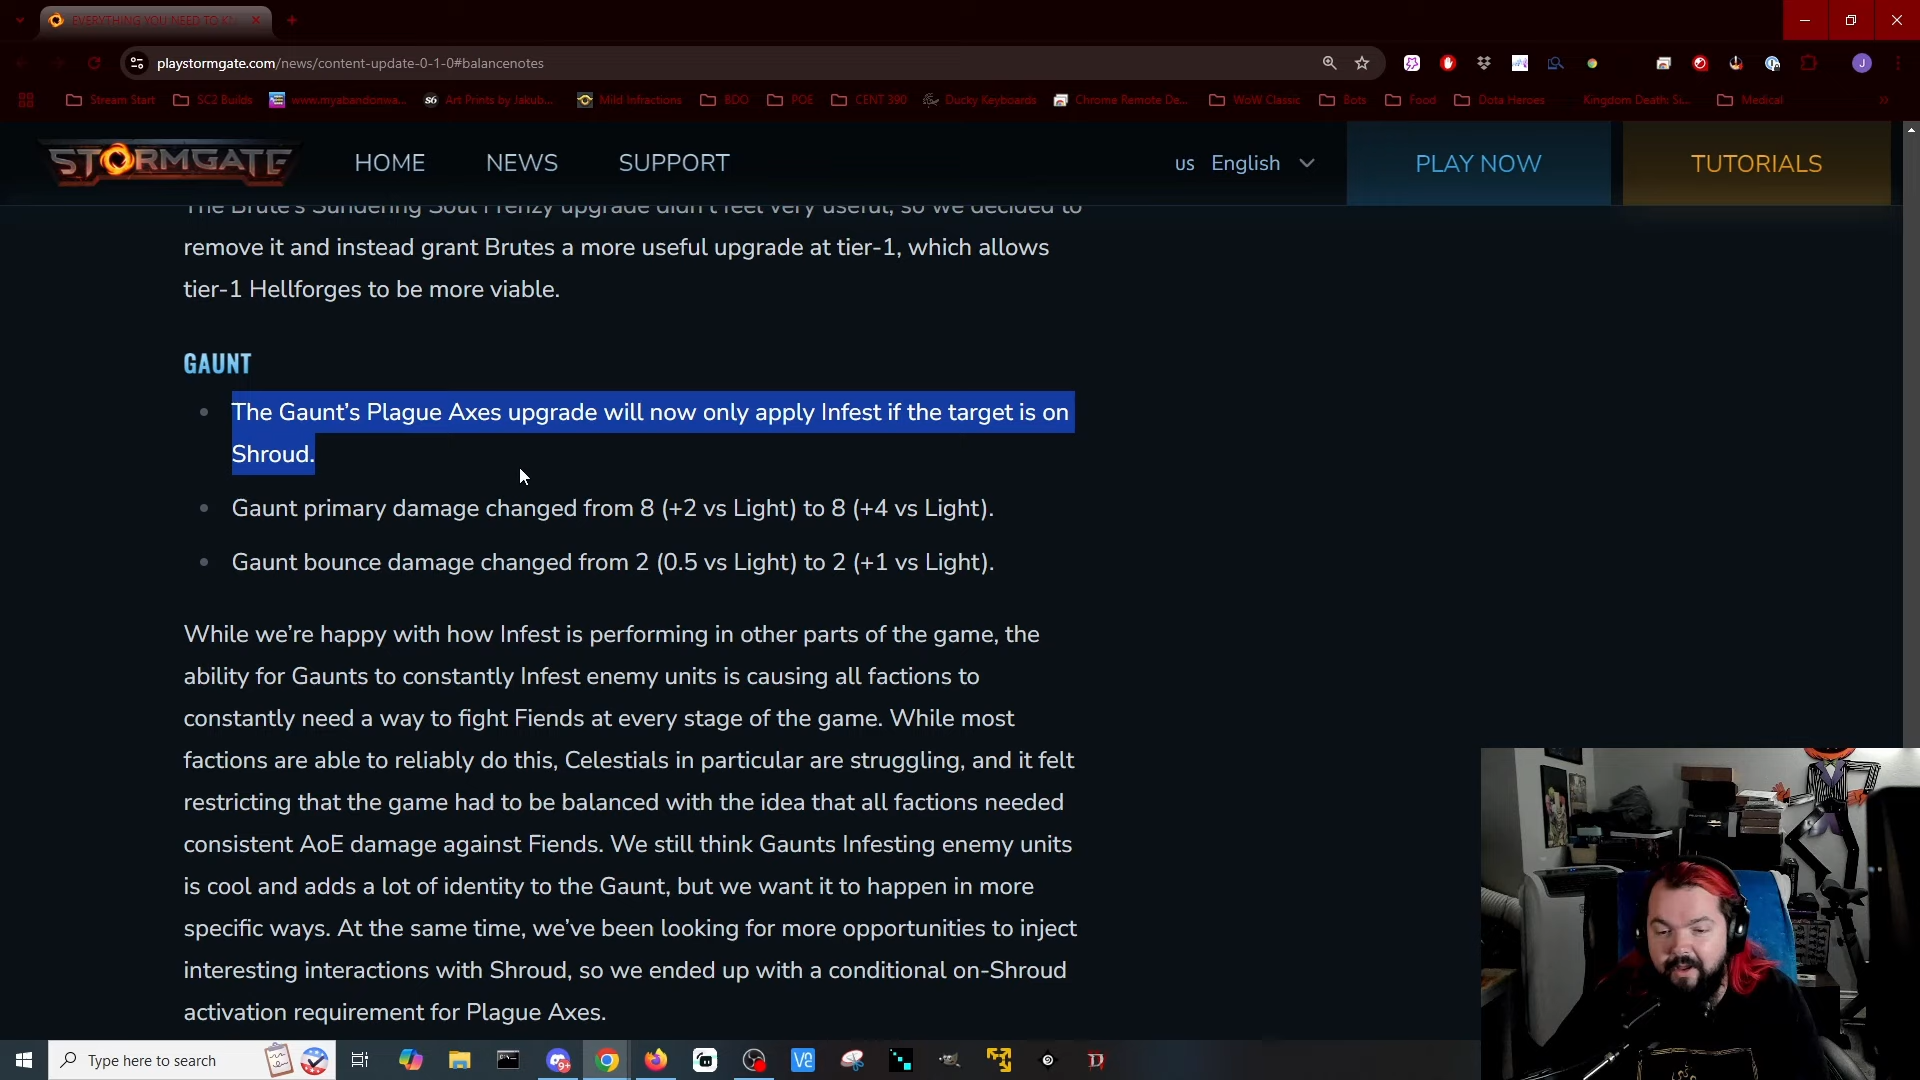 EVERYTHING YOU NEED TO K
playstormgate.com/news/content-update-0-1-0#balancenotes
J
Stream Start
SC2 Builds
www.myabandonwa...
Art Prints by Jakub...
Mild Infractions
BDO
POE
CENT 390
Ducky Keyboards
Chrome Remote De...
WoW Classic
Bots
Food
Dota Heroes
Kingdom Death: Su...
Medical
STORMGATE
HOME
NEWS
SUPPORT
us English
PLAY NOW
TUTORIALS
The Brute's Sundering Soul Frenzy upgrade didn't feel very useful, so we decided to
remove it and instead grant Brutes a more useful upgrade at tier-1, which allows
tier-1 Hellforges to be more viable.
GAUNT
The Gaunt's Plague Axes upgrade will now only apply Infest if the target is on
Shroud.
Gaunt primary damage changed from 8 (+2 vs Light) to 8 (+4 vs Light).
Gaunt bounce damage changed from 2 (0.5 vs Light) to 2 (+1 vs Light).
While we're happy with how Infest is performing in other parts of the game, the
ability for Gaunts to constantly Infest enemy units is causing all factions to
constantly need a way to fight Fiends at every stage of the game. While most
factions are able to reliably do this, Celestials in particular are struggling, and it felt
restricting that the game had to be balanced with the idea that all factions needed
consistent AoE damage against Fiends. We still think Gaunts Infesting enemy units
is cool and adds a lot of identity to the Gaunt, but we want it to happen in more
specific ways. At the same time, we've been looking for more opportunities to inject
interesting interactions with Shroud, so we ended up with a conditional on-Shroud
activation requirement for Plague Axes.
Type here to search
9+